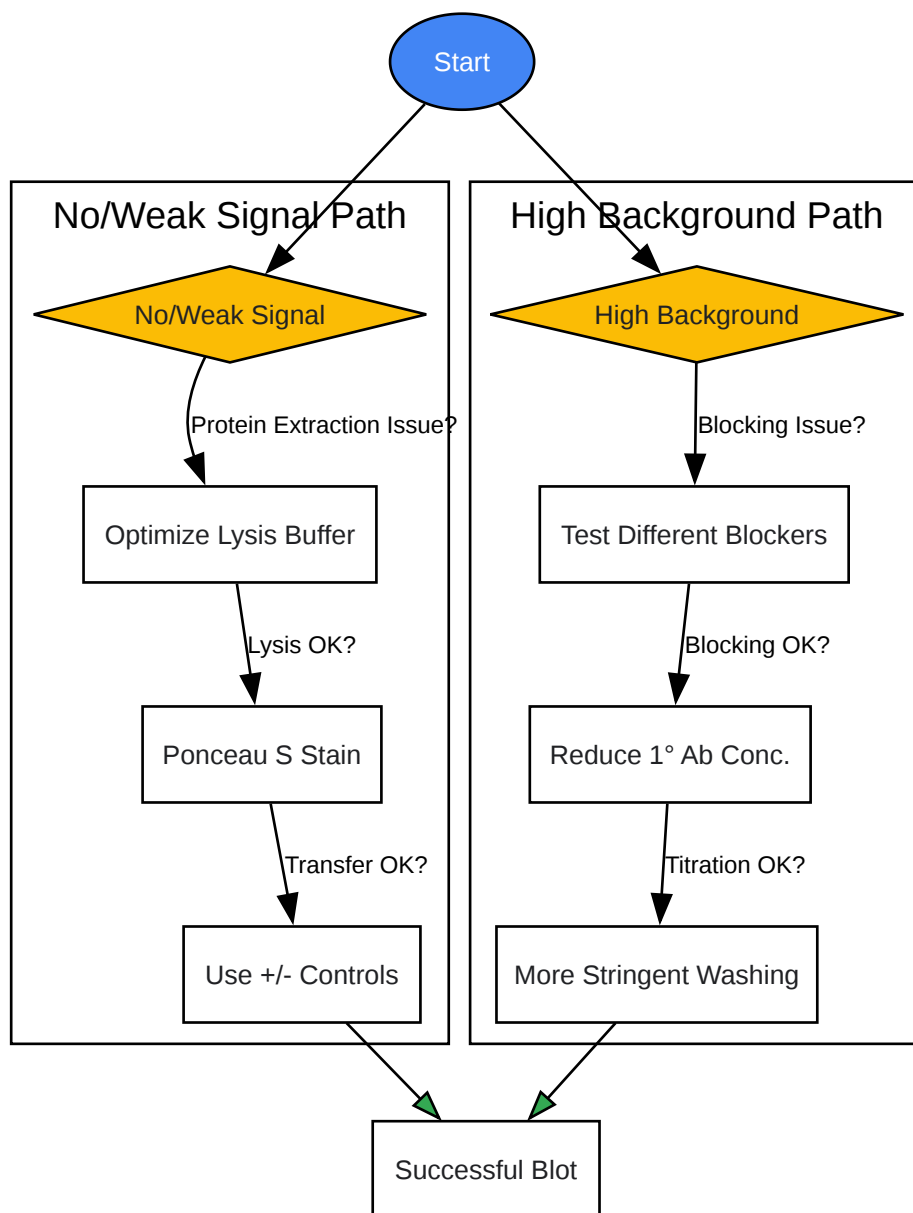 Start
No/Weak Signal Path
No/Weak Signal
Protein Extraction Issue?
Optimize Lysis Buffer
Lysis OK?
Ponceau S Stain
Transfer OK?
Use +/- Controls
High Background Path
High Background
Blocking Issue?
Test Different Blockers
Blocking OK?
Reduce 1° Ab Conc.
Titration OK?
More Stringent Washing
Successful Blot